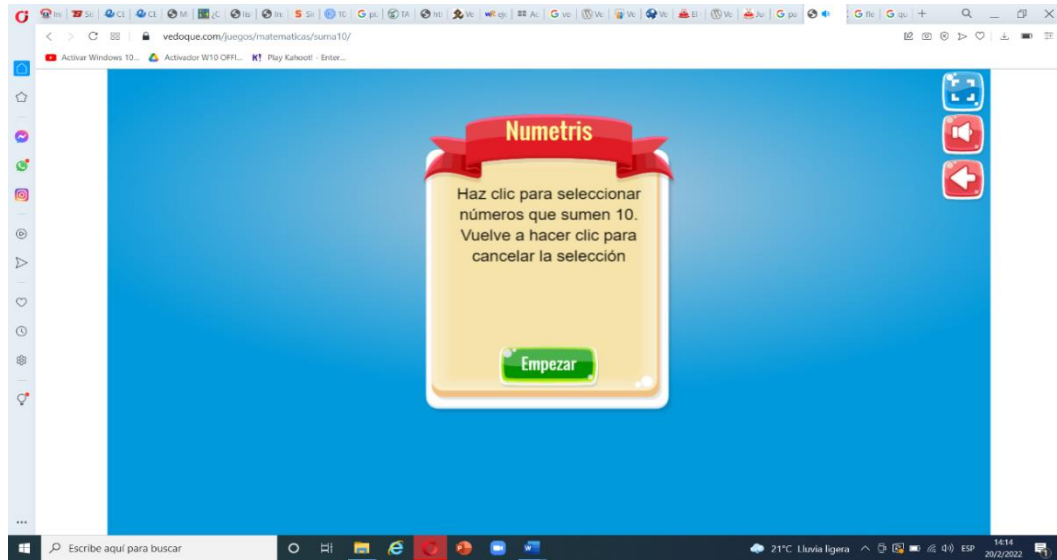 vedoque.com/juegos/matematicas/suma10/
Activar Windows 10... Activador W10 OFFI... K! Play Kahoot! - Enter...
Numetris
Haz clic para seleccionar
números que sumen 10.
Vuelve a hacer clic para
cancelar la selección
Empezar
Escribe aquí para buscar
21°C Lluvia ligera ESP
14:14
20/2/2022